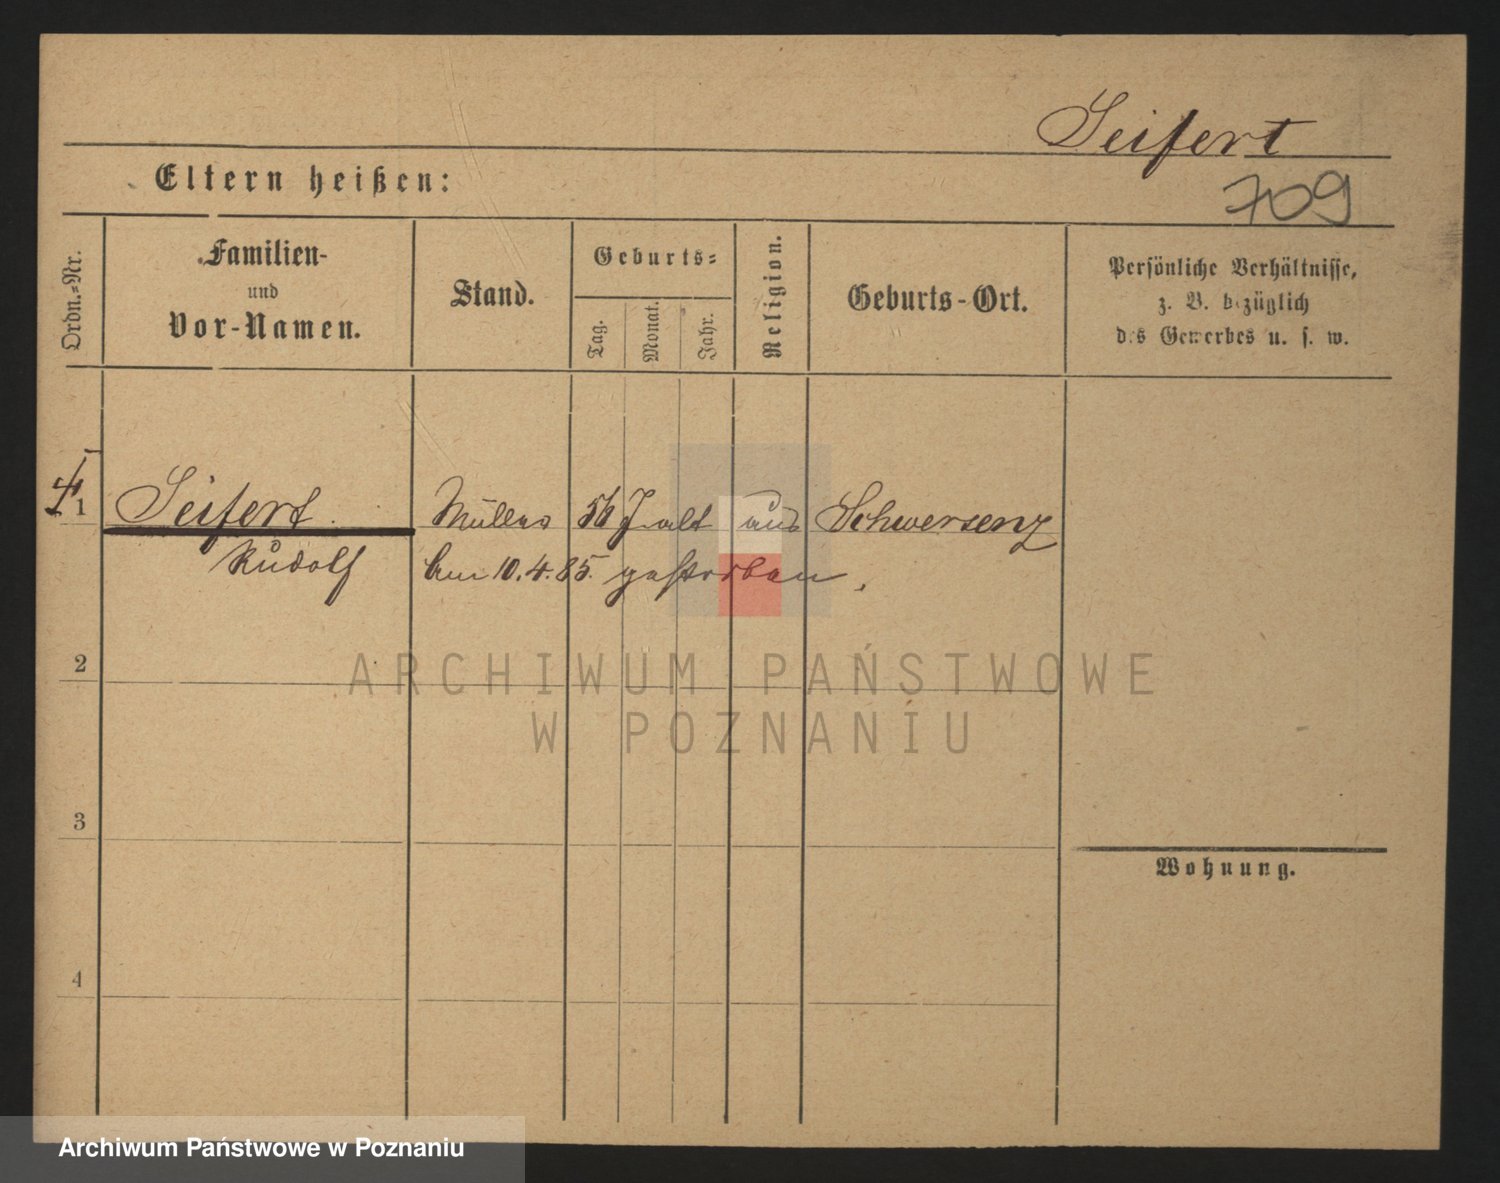 Seifert
Eltern heißen:
709
Ordn.-Nr.
Familien-
und
Vor-Namen.
Stand.
Geburts-
Tag.
Monat.
Jahr.
Religion.
Geburts-Ort.
Persönliche Verhältnisse,
z. B. bezüglich
des Gewerbes u. s. w.
1 Seifert Müller 56 J alt aus Schwersenz
Rudolf Am 10.4.85. gestorben.
2
ARCHIWUM PAŃSTWOWE
W POZNANIU
3
Wohnung.
4
Archiwum Państwowe w Poznaniu